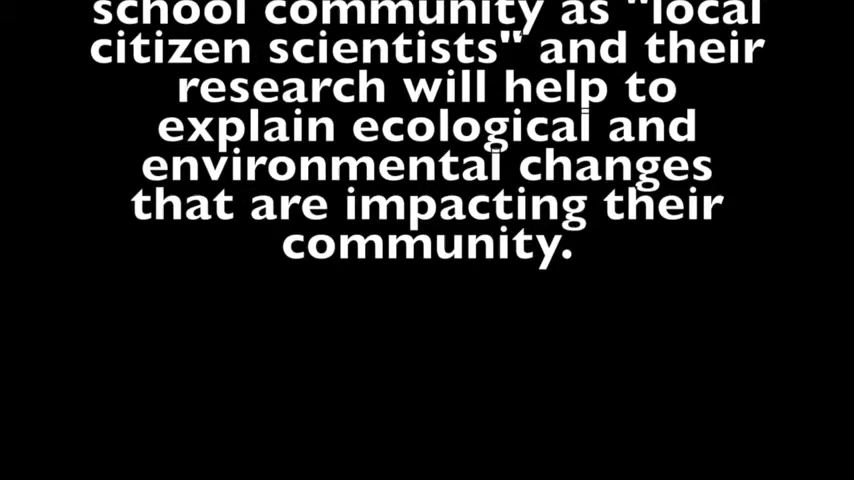 school community as "local
citizen scientists" and their
research will help to
explain ecological and
environmental changes
that are impacting their
community.